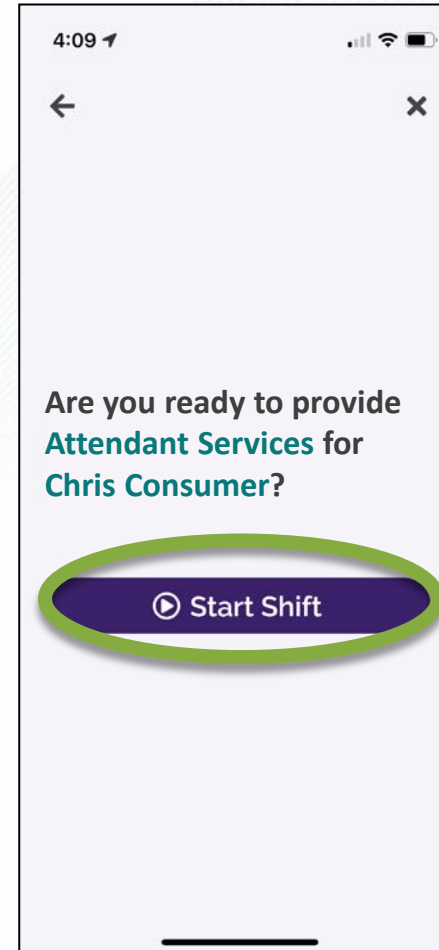 4:09
Are you ready to provide
Attendant Services for
Chris Consumer?
Start Shift